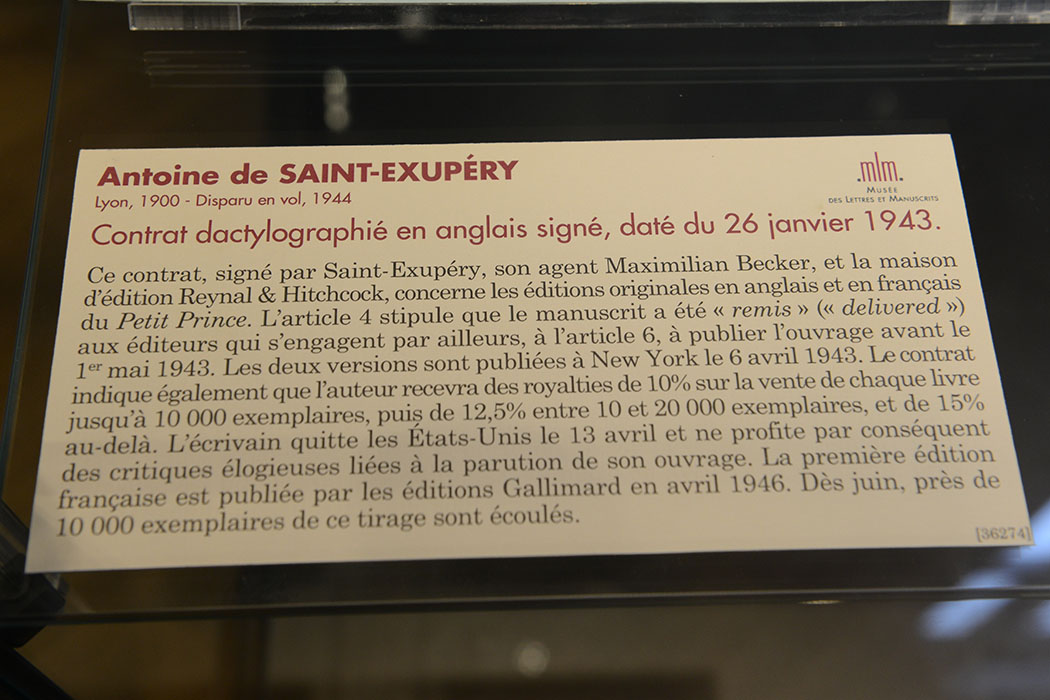 Antoine de SAINT-EXUPÉRY
Lyon, 1900 - Disparu en vol, 1944
.mlm.
MUSÉE
DES LETTRES ET MANUSCRITS
Contrat dactylographié en anglais signé, daté du 26 janvier 1943.
Ce contrat, signé par Saint-Exupéry, son agent Maximilian Becker, et la maison
d'édition Reynal & Hitchcock, concerne les éditions originales en anglais et en français
du Petit Prince. L'article 4 stipule que le manuscrit a été « remis » (« delivered »)
aux éditeurs qui s'engagent par ailleurs, à l'article 6, à publier l'ouvrage avant le
1er mai 1943. Les deux versions sont publiées à New York le 6 avril 1943. Le contrat
indique également que l'auteur recevra des royalties de 10% sur la vente de chaque livre
jusqu'à 10 000 exemplaires, puis de 12,5% entre 10 et 20 000 exemplaires, et de 15%
au-delà. L'écrivain quitte les États-Unis le 13 avril et ne profite par conséquent
des critiques élogieuses liées à la parution de son ouvrage. La première édition
française est publiée par les éditions Gallimard en avril 1946. Dès juin, près de
10 000 exemplaires de ce tirage sont écoulés.
[36274]